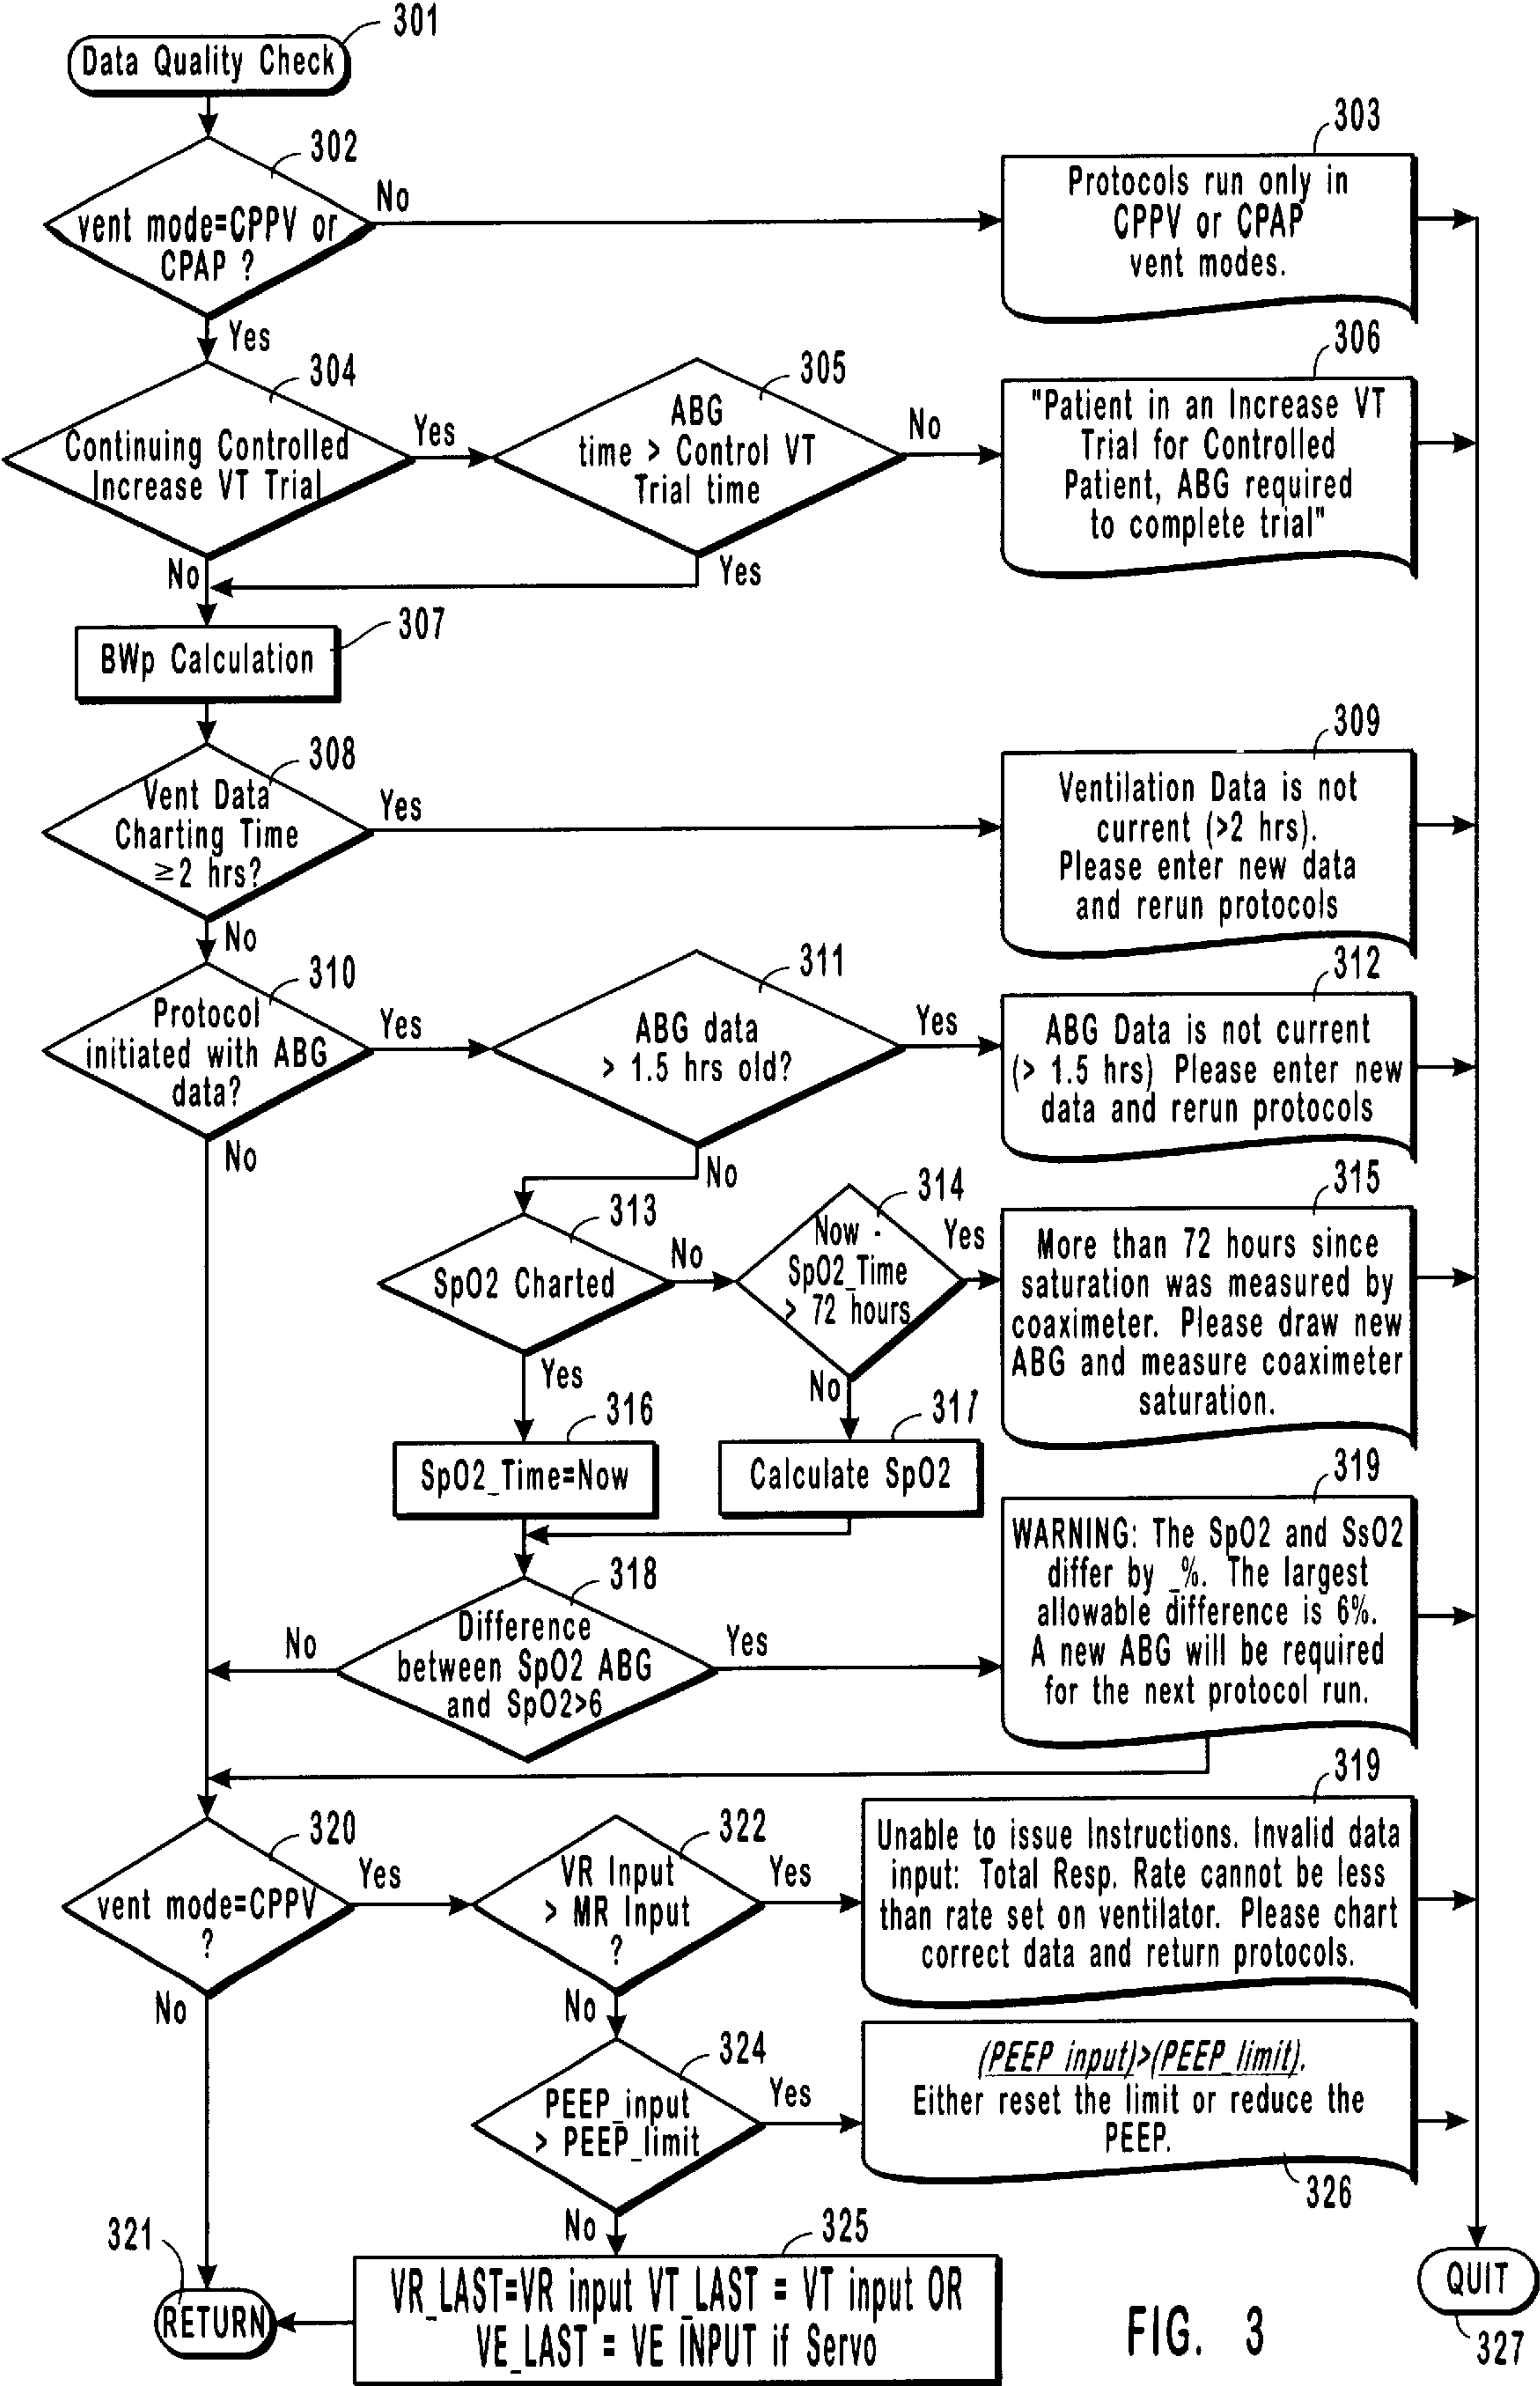 301
Data Quality Check
302
vent mode=CPPV or
CPAP ?
No
303
Protocols run only in
CPPV or CPAP
vent modes.
Yes
304
Continuing Controlled
Increase VT Trial
Yes
305
ABG
time > Control VT
Trial time
No
306
"Patient in an Increase VT
Trial for Controlled
Patient, ABG required
to complete trial"
No
Yes
307
BWp Calculation
308
Vent Data
Charting Time
≥2 hrs?
Yes
309
Ventilation Data is not
current (>2 hrs).
Please enter new data
and rerun protocols
No
310
Protocol
initiated with ABG
data?
Yes
311
ABG data
> 1.5 hrs old?
Yes
312
ABG Data is not current
(> 1.5 hrs) Please enter new
data and rerun protocols
No
No
313
SpO2 Charted
No
314
Now -
SpO2_Time
> 72 hours
Yes
315
More than 72 hours since
saturation was measured by
coaximeter. Please draw new
ABG and measure coaximeter
saturation.
Yes
No
316
SpO2_Time=Now
317
Calculate SpO2
318
Difference
between SpO2 ABG
and SpO2>6
No
Yes
319
WARNING: The SpO2 and SsO2
differ by _%. The largest
allowable difference is 6%.
A new ABG will be required
for the next protocol run.
320
vent mode=CPPV
?
Yes
322
VR Input
> MR Input
?
Yes
319
Unable to issue Instructions. Invalid data
input: Total Resp. Rate cannot be less
than rate set on ventilator. Please chart
correct data and return protocols.
No
No
324
PEEP_input
> PEEP_limit
Yes
(PEEP input)>(PEEP_limit).
Either reset the limit or reduce the
PEEP.
326
No
325
VR_LAST=VR input VT_LAST = VT input OR
VE_LAST = VE INPUT if Servo
321
RETURN
QUIT
327
FIG. 3